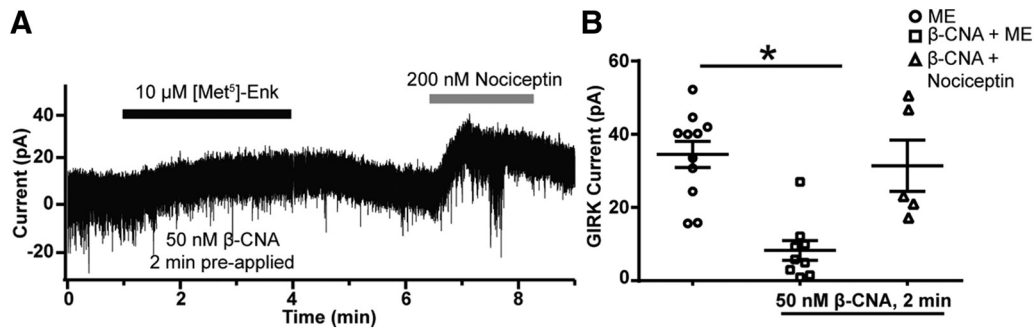 A
10 µM [Met⁵]-Enk
200 nM Nociceptin
Current (pA)
40
20
0
-20
50 nM β-CNA
2 min pre-applied
0
2
4
6
8
Time (min)
B
ME
β-CNA + ME
β-CNA +
Nociceptin
*
GIRK Current (pA)
60
40
20
0
50 nM β-CNA, 2 min